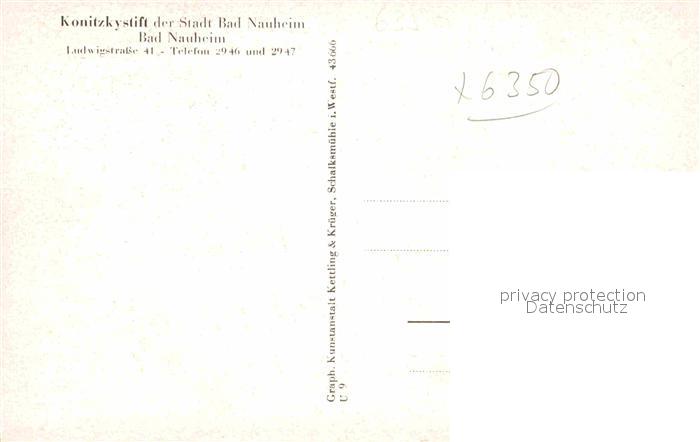 Konitzkystift der Stadt Bad Nauheim
Bad Nauheim
Ludwigstraße 41 - Telefon 2946 und 2947
Graph. Kunstanstalt Kettling & Krüger, Schalksmühle i. Westf. 43666
U 9
x 6350
privacy protection
Datenschutz